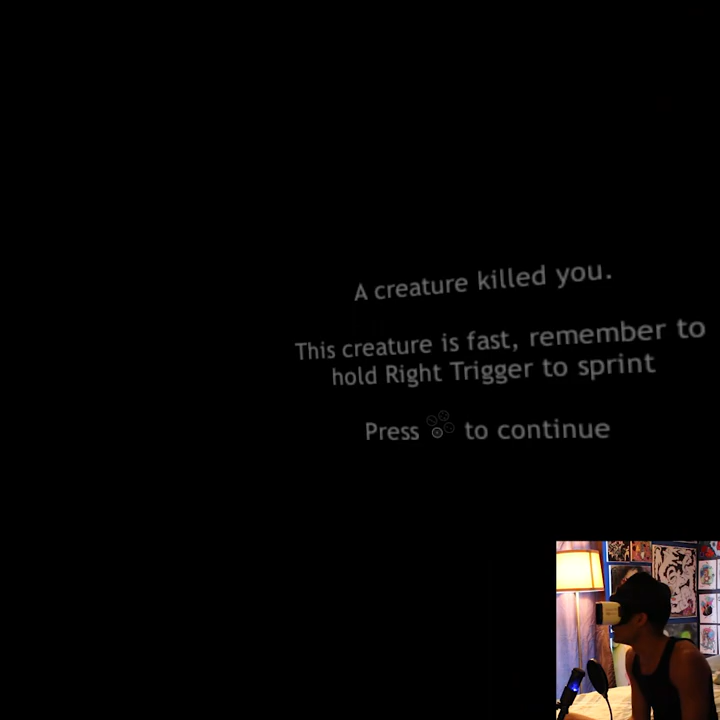 A creature killed you.
This creature is fast, remember to
hold Right Trigger to sprint
Press to continue